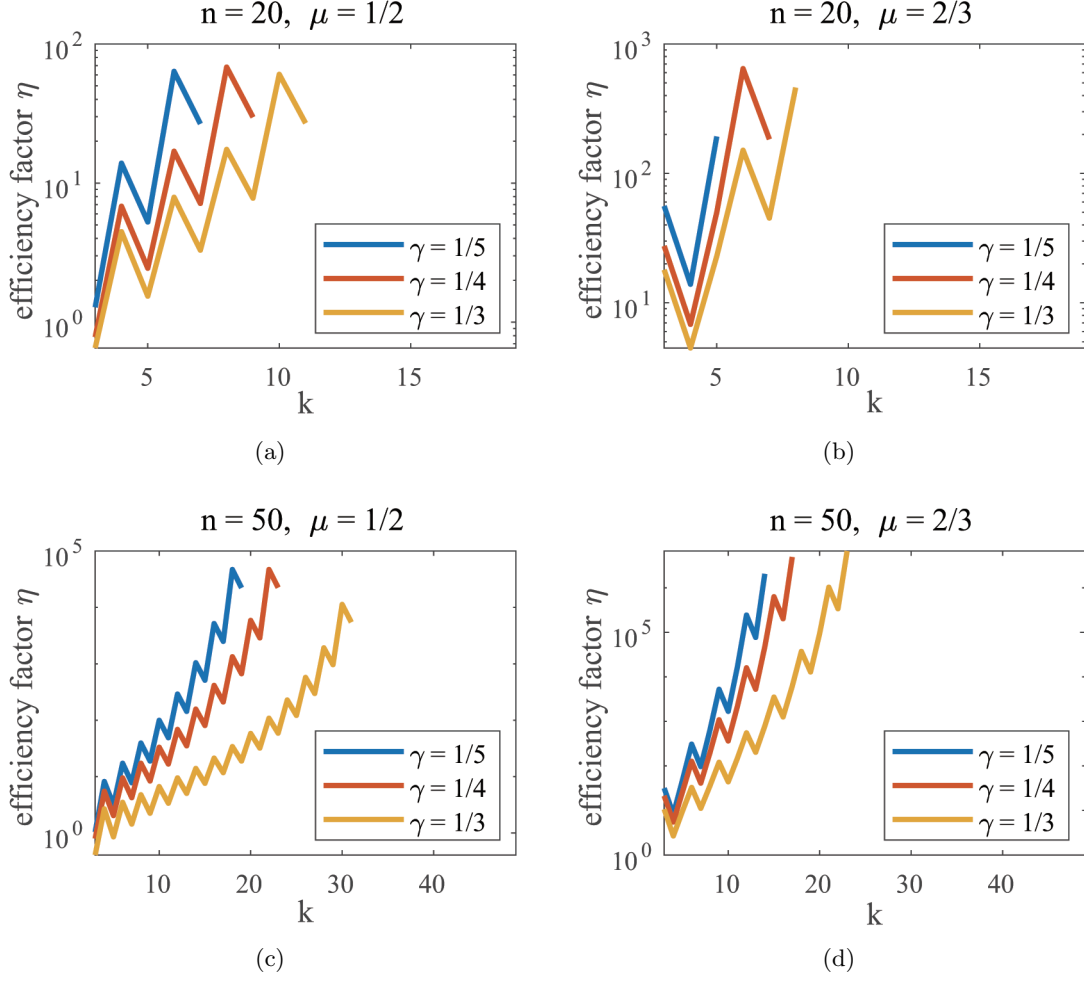 n = 20, μ = 1/2
efficiency factor η
10^2
10^1
10^0
γ = 1/5
γ = 1/4
γ = 1/3
5 10 15
k
(a)
n = 20, μ = 2/3
efficiency factor η
10^3
10^2
10^1
γ = 1/5
γ = 1/4
γ = 1/3
5 10 15
k
(b)
n = 50, μ = 1/2
efficiency factor η
10^5
10^0
γ = 1/5
γ = 1/4
γ = 1/3
10 20 30 40
k
(c)
n = 50, μ = 2/3
efficiency factor η
10^5
10^0
γ = 1/5
γ = 1/4
γ = 1/3
10 20 30 40
k
(d)